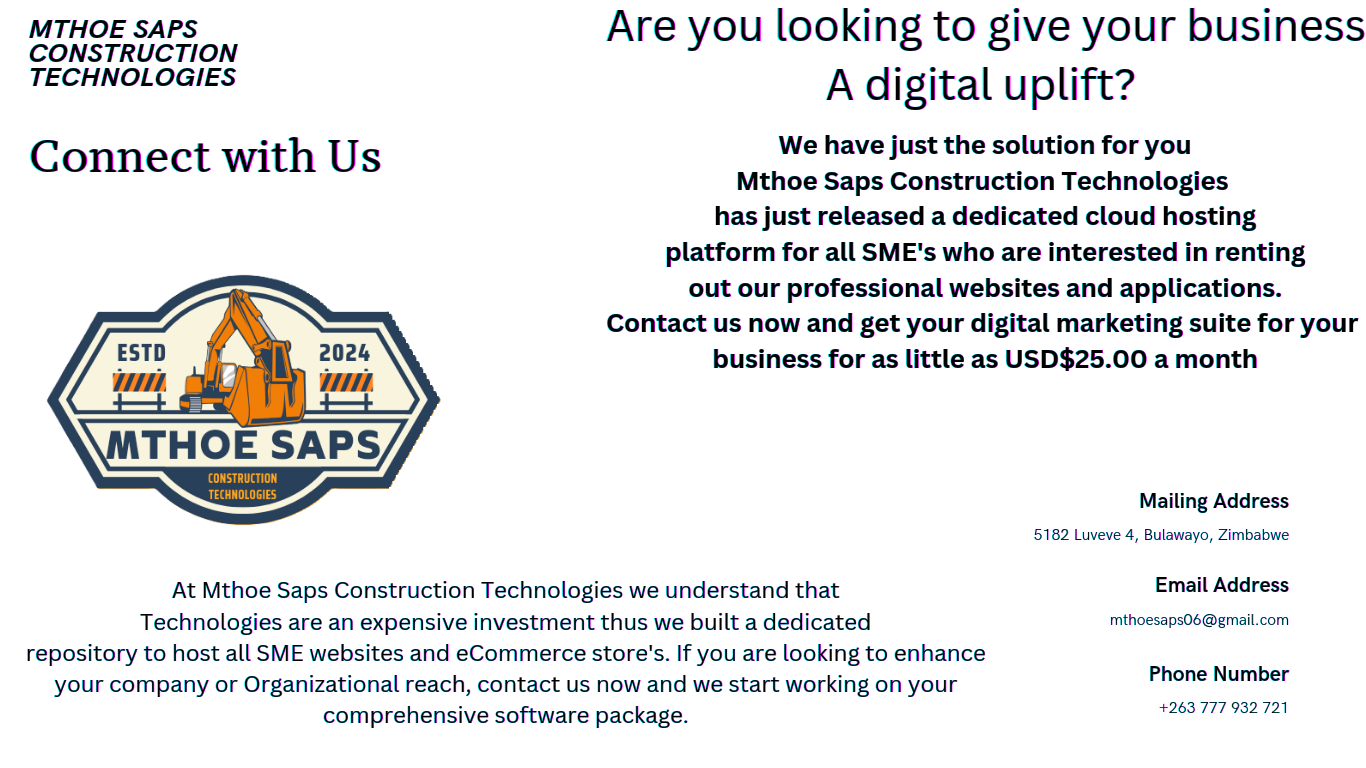 MTHOE SAPS
CONSTRUCTION
TECHNOLOGIES
Connect with Us
ESTD
2024
MTHOE SAPS
CONSTRUCTION
TECHNOLOGIES
Are you looking to give your business
A digital uplift?
We have just the solution for you
Mthoe Saps Construction Technologies
has just released a dedicated cloud hosting
platform for all SME's who are interested in renting
out our professional websites and applications.
Contact us now and get your digital marketing suite for your
business for as little as USD$25.00 a month
At Mthoe Saps Construction Technologies we understand that
Technologies are an expensive investment thus we built a dedicated
repository to host all SME websites and eCommerce store's. If you are looking to enhance
your company or Organizational reach, contact us now and we start working on your
comprehensive software package.
Mailing Address
5182 Luveve 4, Bulawayo, Zimbabwe
Email Address
mthoesaps06@gmail.com
Phone Number
+263 777 932 721